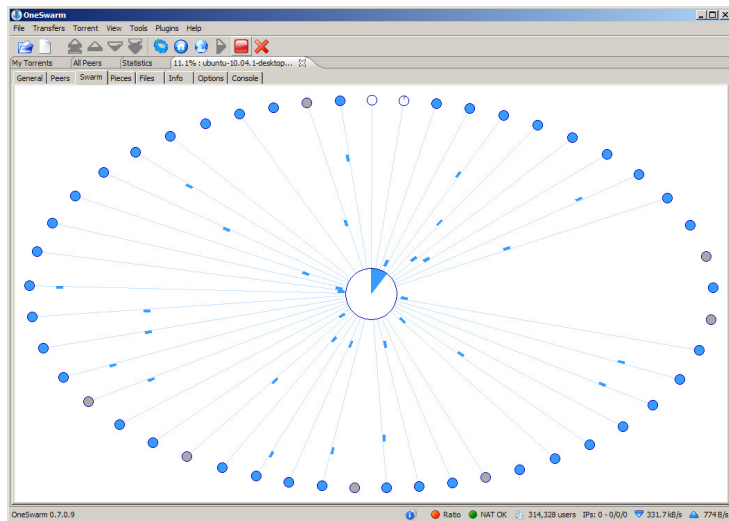 OneSwarm
File Transfers Torrent View Tools Plugins Help
My Torrents All Peers Statistics 11.1% : ubuntu-10.04.1-desktop...
General Peers Swarm Pieces Files Info Options Console
OneSwarm 0.7.0.9 Ratio NAT OK 314,328 users IPs: 0 - 0/0/0 331.7 kB/s 774 B/s